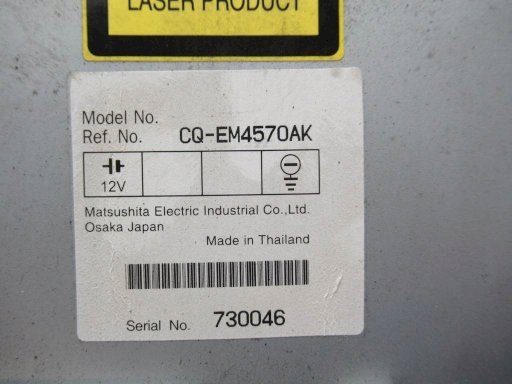 LASER PRODUCT
Model No.
Ref. No. CQ-EM4570AK
12V
Matsushita Electric Industrial Co.,Ltd.
Osaka Japan
Made in Thailand
Serial No. 730046